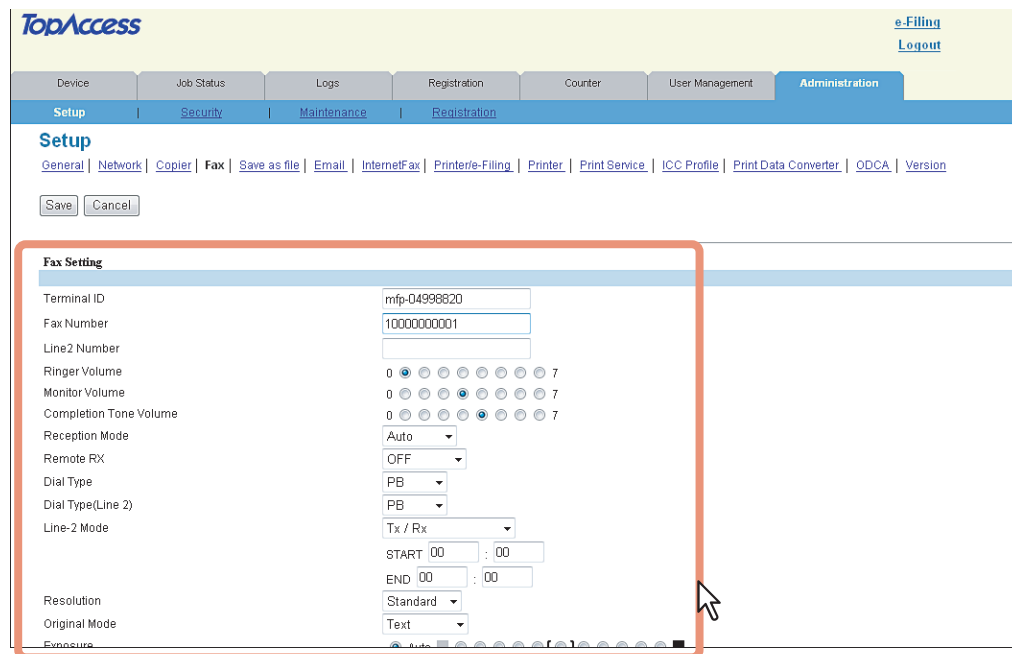 TopAccess
e-Filing
Logout
Device Job Status Logs Registration Counter User Management Administration
Setup | Security | Maintenance | Registration
Setup
General | Network | Copier | Fax | Save as file | Email | InternetFax | Printer/e-Filing | Printer | Print Service | ICC Profile | Print Data Converter | ODCA | Version
Save Cancel
Fax Setting
Terminal ID mfp-04998820
Fax Number 10000000001
Line2 Number
Ringer Volume 0 7
Monitor Volume 0 7
Completion Tone Volume 0 7
Reception Mode Auto
Remote RX OFF
Dial Type PB
Dial Type(Line 2) PB
Line-2 Mode Tx / Rx
START 00 : 00
END 00 : 00
Resolution Standard
Original Mode Text
Exposure Auto [ ]